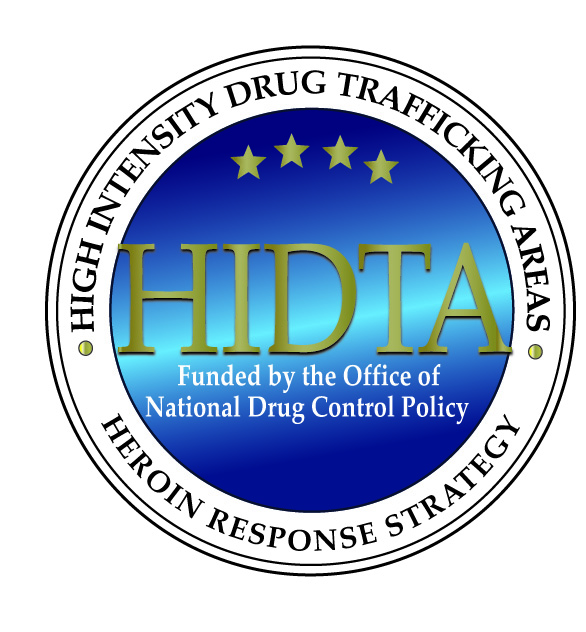 HIGH INTENSITY DRUG TRAFFICKING AREAS
HIDTA
Funded by the Office of
National Drug Control Policy
HEROIN RESPONSE STRATEGY